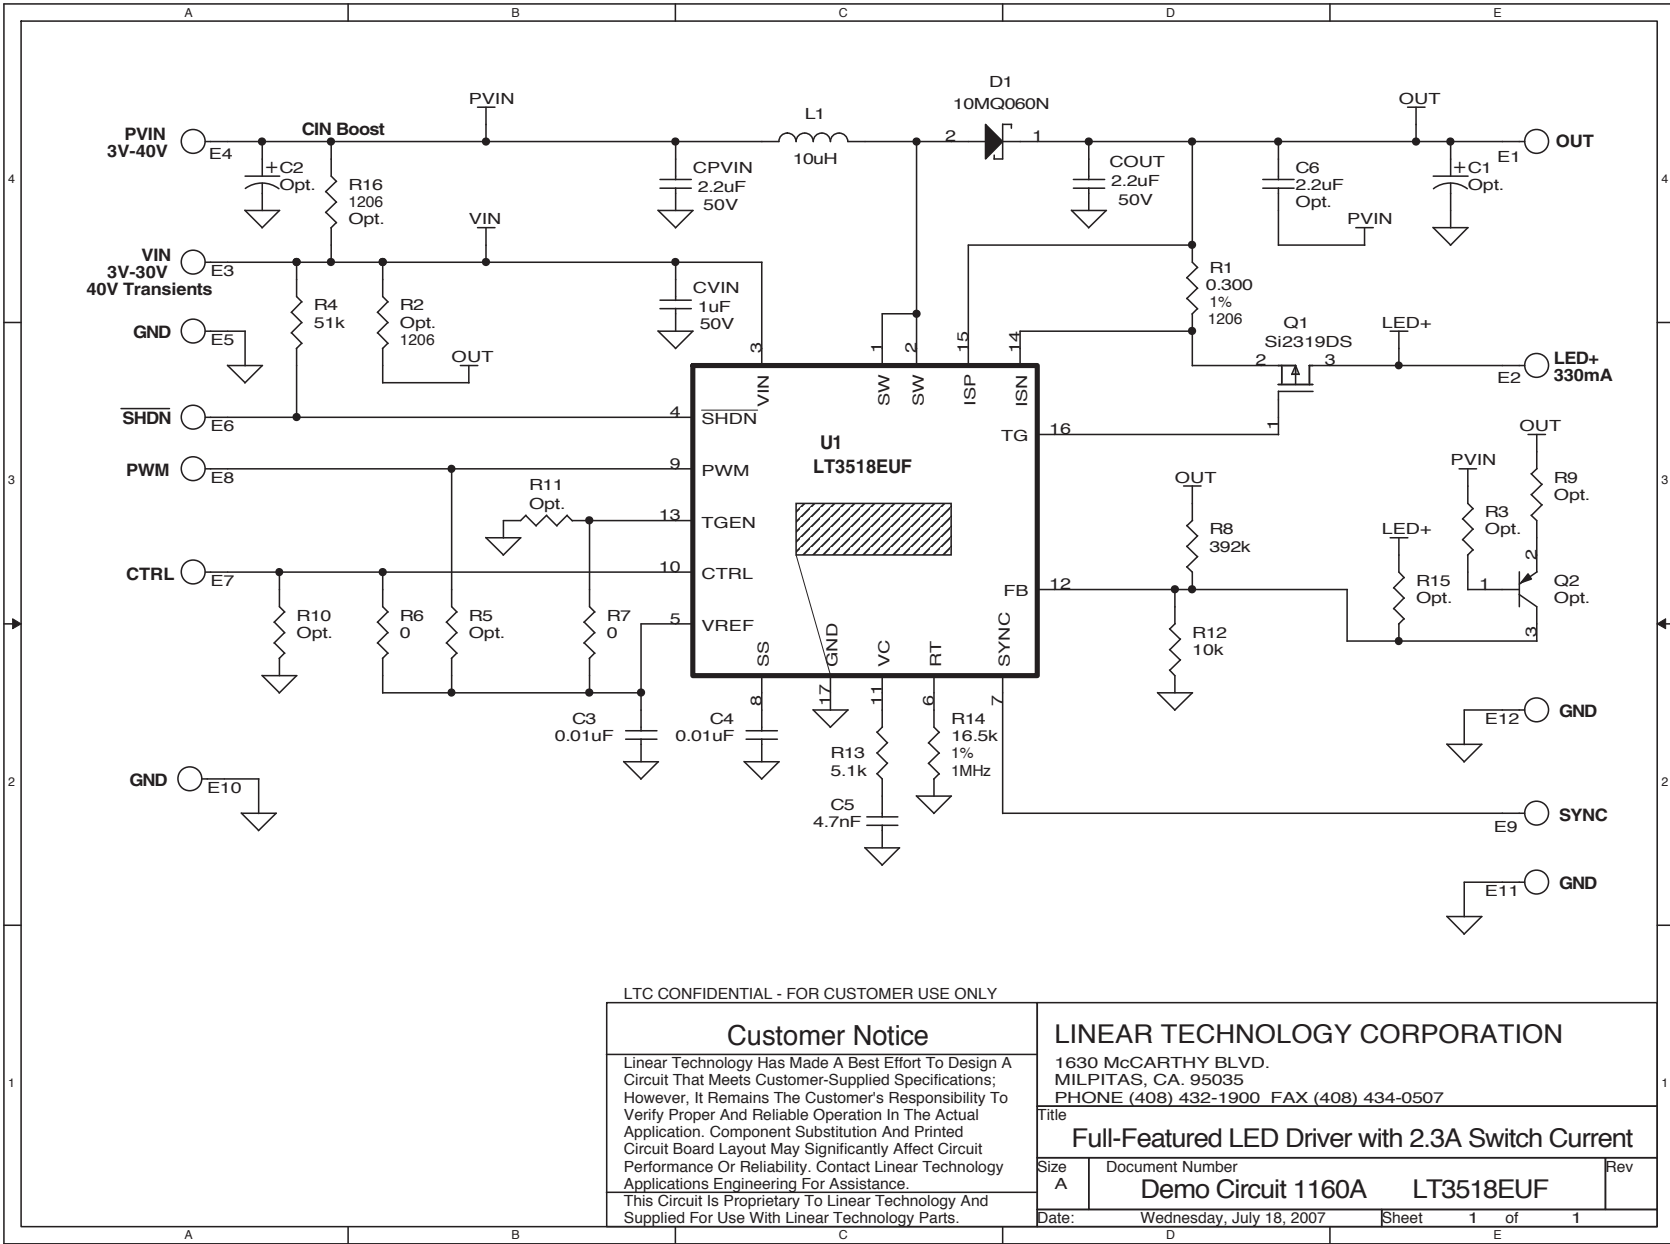 A B C D E
D1
10MQ060N
PVIN
OUT
L1
10uH
CIN Boost
PVIN
3V-40V
E4
2 1
E1
OUT
4 4
+C2
Opt.
R16
1206
Opt.
CPVIN
2.2uF
50V
COUT
2.2uF
50V
C6
2.2uF
Opt.
+C1
Opt.
PVIN
VIN
VIN
3V-30V
40V Transients
E3
R4
51k
R2
Opt.
1206
CVIN
1uF
50V
R1
0.300
1%
1206
GND
E5
OUT
Q1
Si2319DS
LED+
2 3
1
E2
LED+
330mA
3 VIN
1 SW
2 SW
15 ISP
14 ISN
SHDN
E6
4 SHDN
U1
LT3518EUF
TG 16
PWM
E8
9 PWM
R11
Opt.
13 TGEN
CTRL
E7
10 CTRL
R10
Opt.
R6
0
R5
Opt.
R7
0
5 VREF
3 3
OUT
R8
392k
FB 12
R12
10k
LED+
R15
Opt.
PVIN
R3
Opt.
OUT
R9
Opt.
1
2
3
Q2
Opt.
SS 8
GND 17
VC 11
RT 6
SYNC 7
C3
0.01uF
C4
0.01uF
R13
5.1k
C5
4.7nF
R14
16.5k
1%
1MHz
E12
GND
GND
E10
2 2
E9
SYNC
E11
GND
1 1
LTC CONFIDENTIAL - FOR CUSTOMER USE ONLY
Customer Notice
Linear Technology Has Made A Best Effort To Design A
Circuit That Meets Customer-Supplied Specifications;
However, It Remains The Customer's Responsibility To
Verify Proper And Reliable Operation In The Actual
Application. Component Substitution And Printed
Circuit Board Layout May Significantly Affect Circuit
Performance Or Reliability. Contact Linear Technology
Applications Engineering For Assistance.
This Circuit Is Proprietary To Linear Technology And
Supplied For Use With Linear Technology Parts.
LINEAR TECHNOLOGY CORPORATION
1630 McCARTHY BLVD.
MILPITAS, CA. 95035
PHONE (408) 432-1900 FAX (408) 434-0507
Title
Full-Featured LED Driver with 2.3A Switch Current
Size
A
Document Number
Demo Circuit 1160A LT3518EUF
Rev
Date: Wednesday, July 18, 2007 Sheet 1 of 1
A B C D E